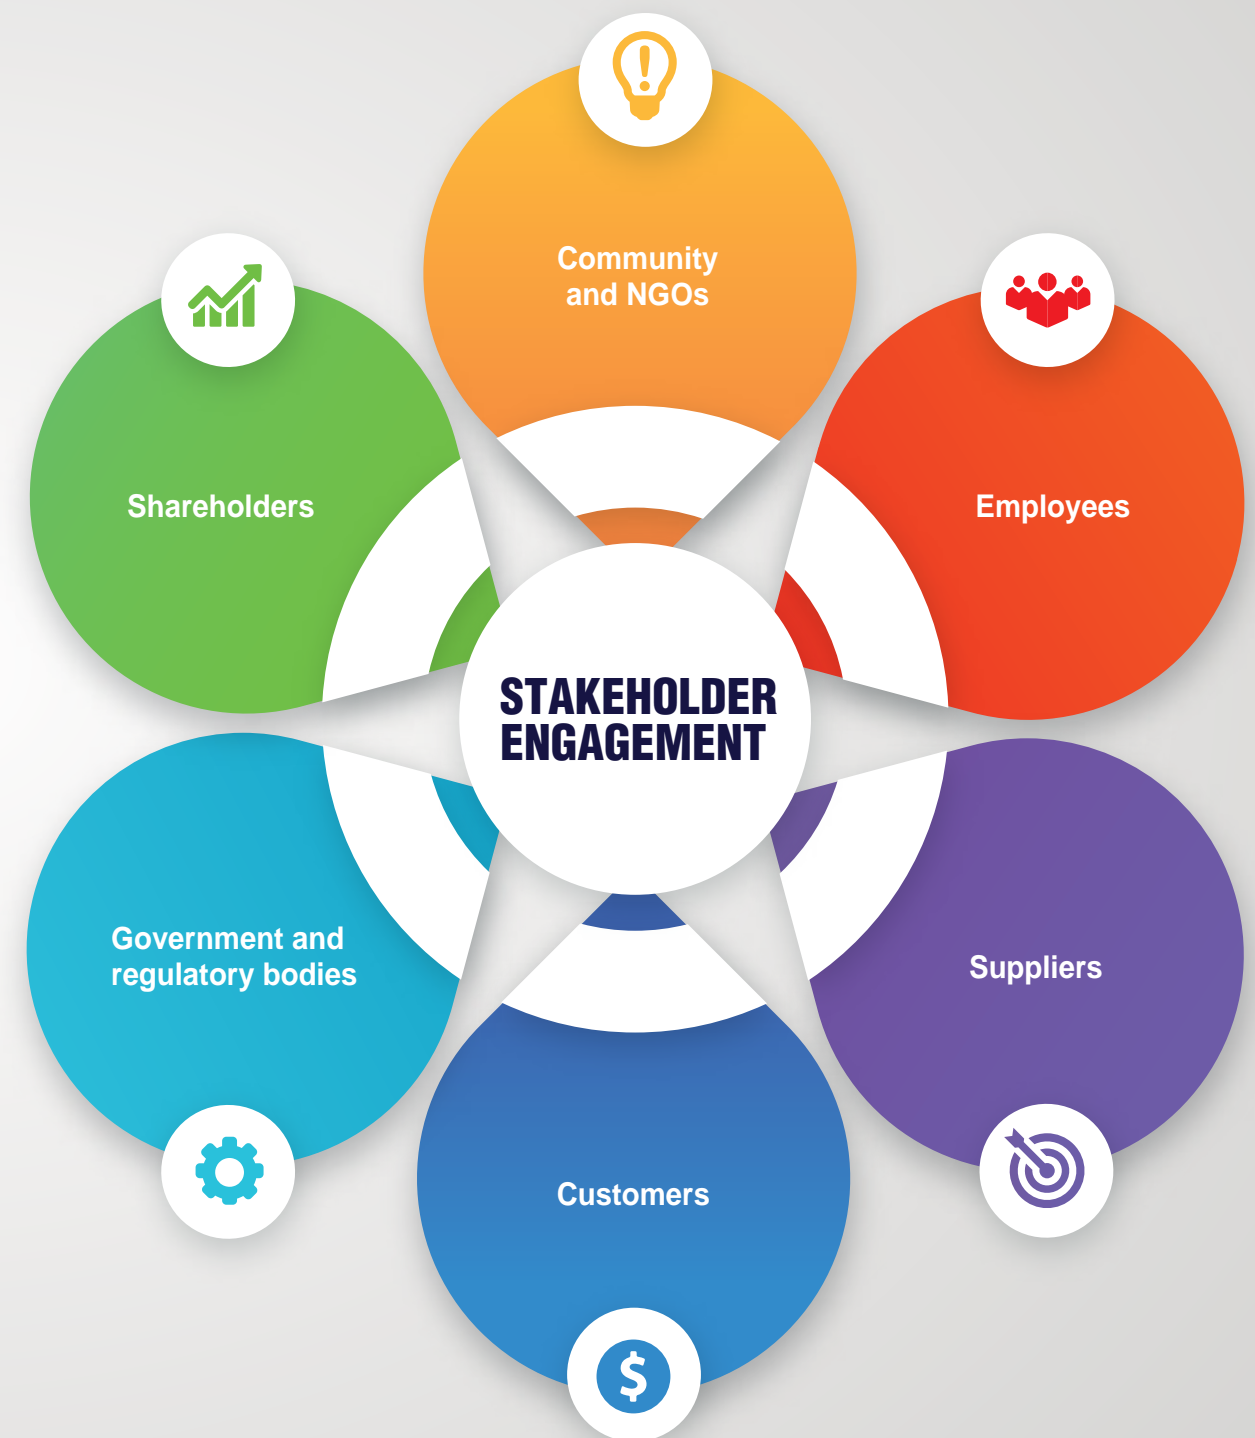 Community
and NGOs
Shareholders
Employees
STAKEHOLDER
ENGAGEMENT
Government and
regulatory bodies
Suppliers
Customers
$